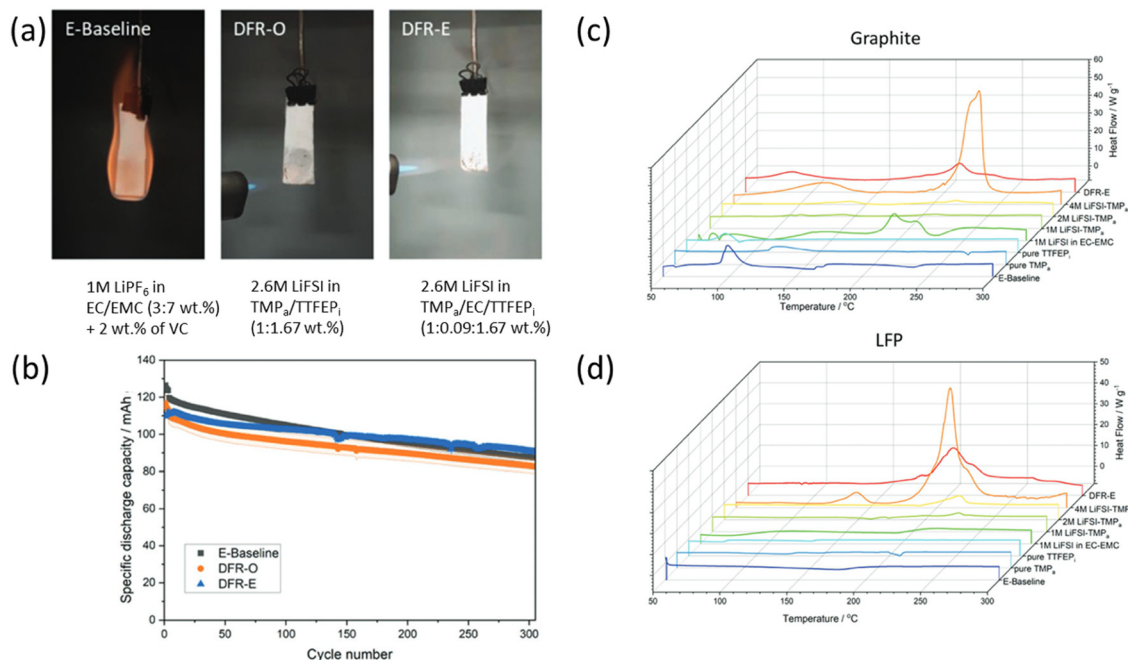 (a)
E-Baseline
DFR-O
DFR-E
1M LiPF6 in
EC/EMC (3:7 wt.%)
+ 2 wt.% of VC
2.6M LiFSI in
TMPa/TTFEPi
(1:1.67 wt.%)
2.6M LiFSI in
TMPa/EC/TTFEPi
(1:0.09:1.67 wt.%)
(b)
Specific discharge capacity / mAh
140
120
100
80
60
40
20
0
E-Baseline
DFR-O
DFR-E
0
50
100
150
200
250
300
Cycle number
(c)
Graphite
60
50
40
30
20
10
0
Heat Flow / W g-1
DFR-E
4M LiFSI-TMPa
2M LiFSI-TMPa
1M LiFSI-TMPa
1M LiFSI in EC-EMC
pure TTFEPi
pure TMPa
E-Baseline
50
100
150
200
250
300
Temperature / °C
(d)
LFP
50
40
30
20
10
0
Heat Flow / W g-1
DFR-E
4M LiFSI-TMP
2M LiFSI-TMPa
1M LiFSI-TMPa
1M LiFSI in EC-EMC
pure TTFEPi
pure TMPa
E-Baseline
50
100
150
200
250
300
Temperature / °C